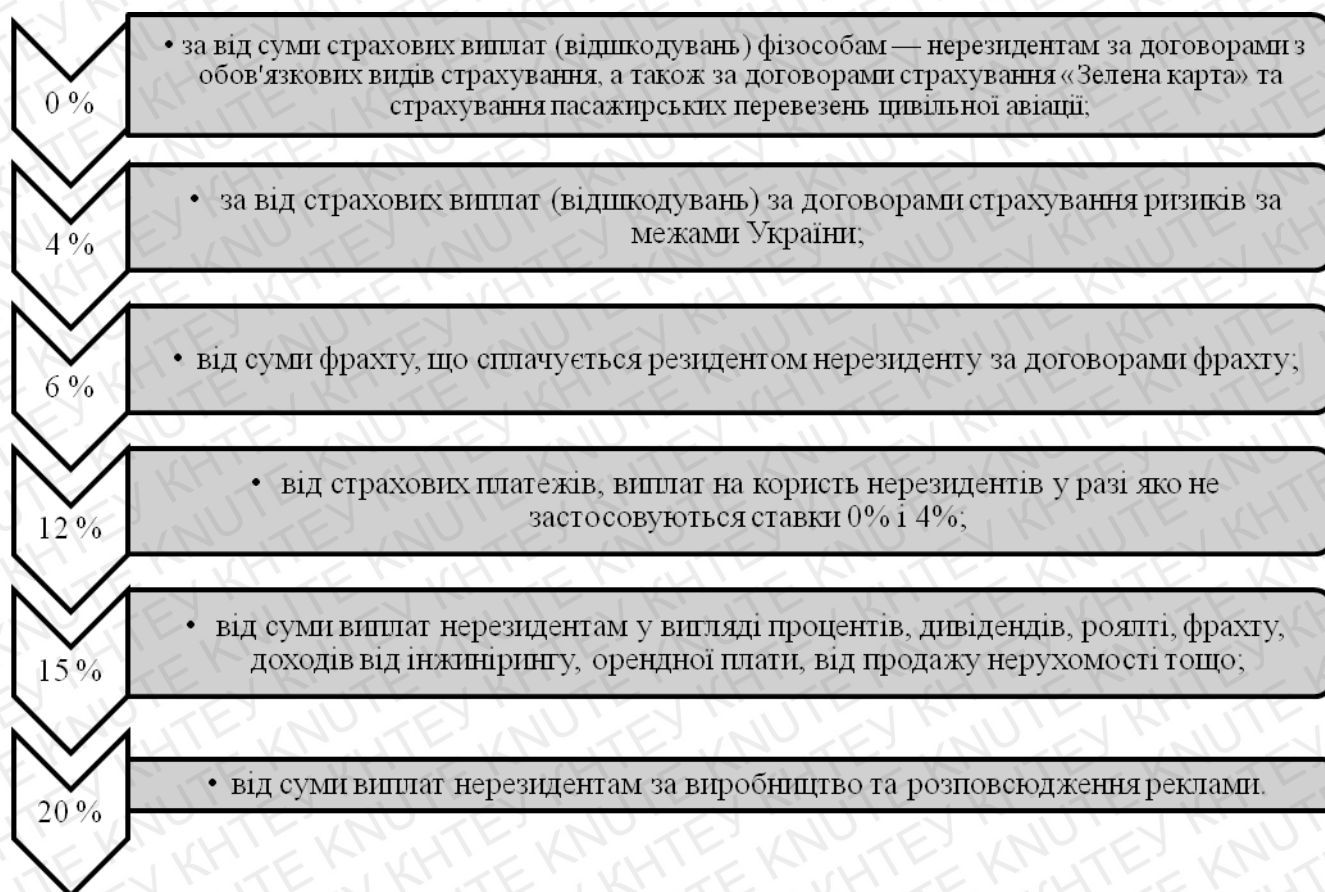 0 %
• за від суми страхових виплат (відшкодувань) фізособам — нерезидентам за договорами з
обов'язкових видів страхування, а також за договорами страхування «Зелена карта» та
страхування пасажирських перевезень цивільної авіації;
4 %
• за від страхових виплат (відшкодувань) за договорами страхування ризиків за
межами України;
6 %
• від суми фрахту, що сплачується резидентом нерезиденту за договорами фрахту;
12 %
• від страхових платежів, виплат на користь нерезидентів у разі яко не
застосовуються ставки 0% і 4%;
15 %
• від суми виплат нерезидентам у вигляді процентів, дивідендів, роялті, фрахту,
доходів від інжинірингу, орендної плати, від продажу нерухомості тощо;
20 %
• від суми виплат нерезидентам за виробництво та розповсюдження реклами.